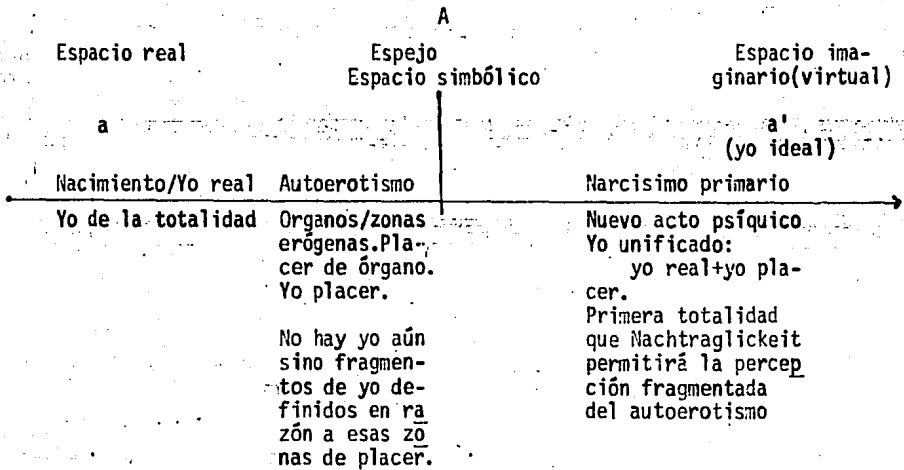 A
Espacio real
Espejo
Espacio simbólico
Espacio ima-
ginario(virtual)
a
a'
(yo ideal)
Nacimiento/Yo real
Yo de la totalidad
Autoerotismo
Organos/zonas
erógenas.Pla-
cer de órgano.
Yo placer.
No hay yo aún
sino fragmen-
tos de yo de-
finidos en ra
zón a esas zo
nas de placer.
Narcisimo primario
Nuevo acto psíquico
Yo unificado:
yo real+yo pla-
cer.
Primera totalidad
que Nachtraglickeit
permitirá la percep
ción fragmentada
del autoerotismo